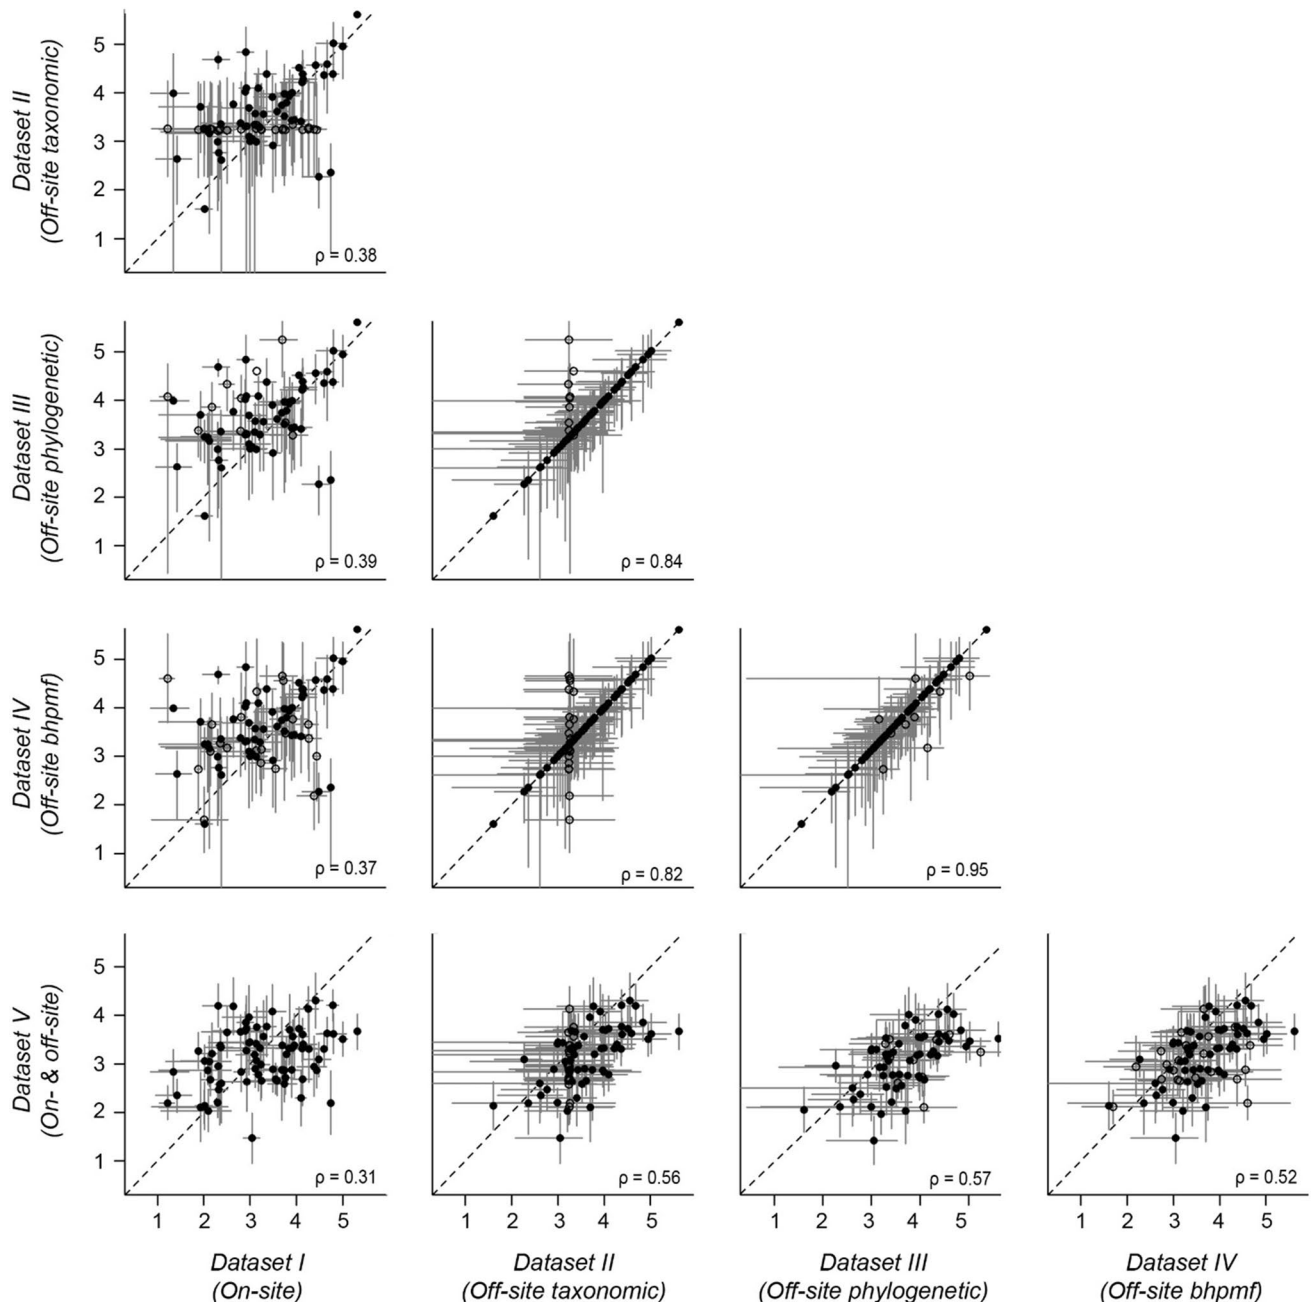 Dataset II
(Off-site taxonomic)
5
4
3
2
1
ρ = 0.38
Dataset III
(Off-site phylogenetic)
5
4
3
2
1
ρ = 0.39
ρ = 0.84
Dataset IV
(Off-site bhpmf)
5
4
3
2
1
ρ = 0.37
ρ = 0.82
ρ = 0.95
Dataset V
(On- & off-site)
5
4
3
2
1
ρ = 0.31
ρ = 0.56
ρ = 0.57
ρ = 0.52
1 2 3 4 5
1 2 3 4 5
1 2 3 4 5
1 2 3 4 5
Dataset I
(On-site)
Dataset II
(Off-site taxonomic)
Dataset III
(Off-site phylogenetic)
Dataset IV
(Off-site bhpmf)